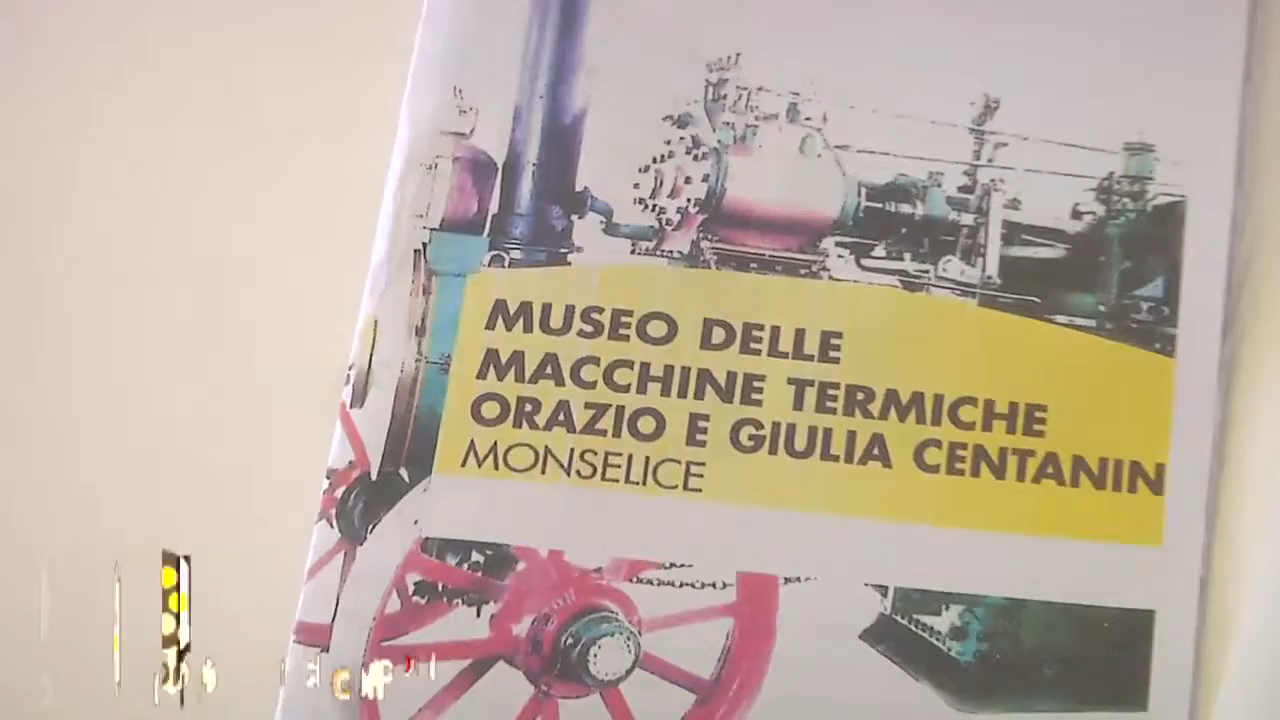 MUSEO DELLE
MACCHINE TERMICHE
ORAZIO E GIULIA CENTANIN
MONSELICE